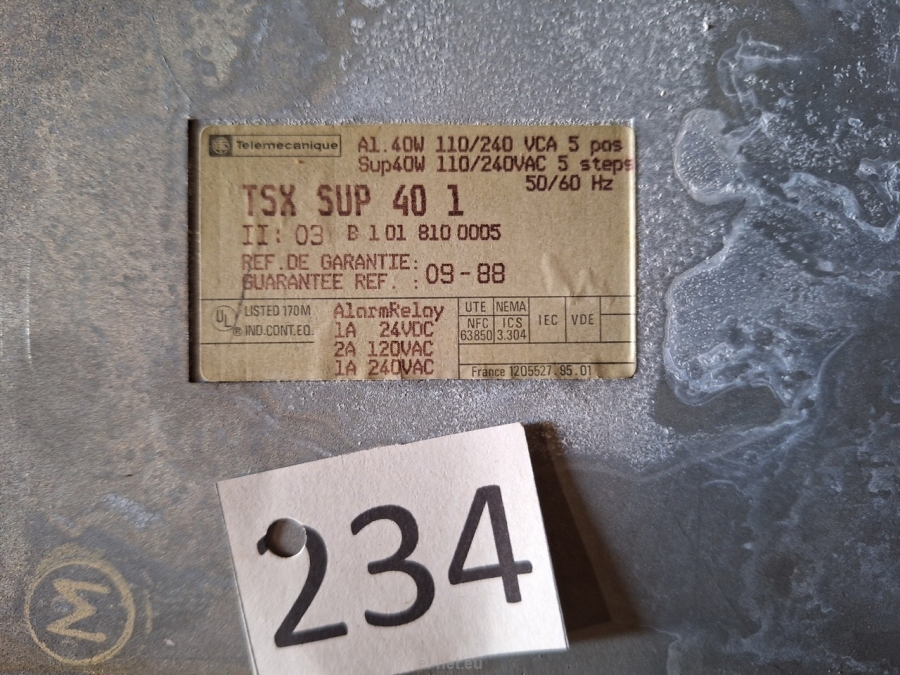 Telemecanique
Al.40W 110/240 VCA 5 pas
Sup40W 110/240VAC 5 steps
50/60 Hz
TSX SUP 40 1
II: 03 B 1 01 810 0005
REF.DE GARANTIE:
GUARANTEE REF. : 09-88
UL LISTED 170M
IND.CONT.EQ.
AlarmRelay
1A 24VDC
2A 120VAC
1A 240VAC
UTE NEMA
NFC ICS IEC VDE
63850 3.304
France 1205527.95.01
234
M